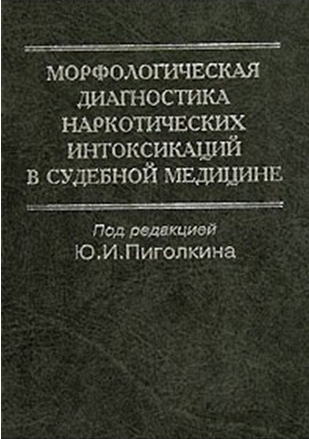 МОРФОЛОГИЧЕСКАЯ
ДИАГНОСТИКА
НАРКОТИЧЕСКИХ
ИНТОКСИКАЦИЙ
В СУДЕБНОЙ МЕДИЦИНЕ
Под редакцией
Ю.И.Пиголкина